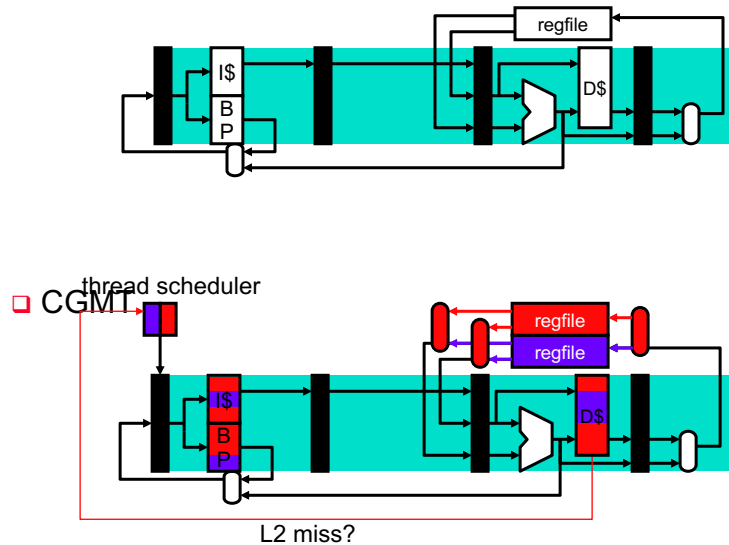 regfile
I$
B
P
D$
thread scheduler
CGMT
regfile
regfile
I$
B
P
D$
L2 miss?